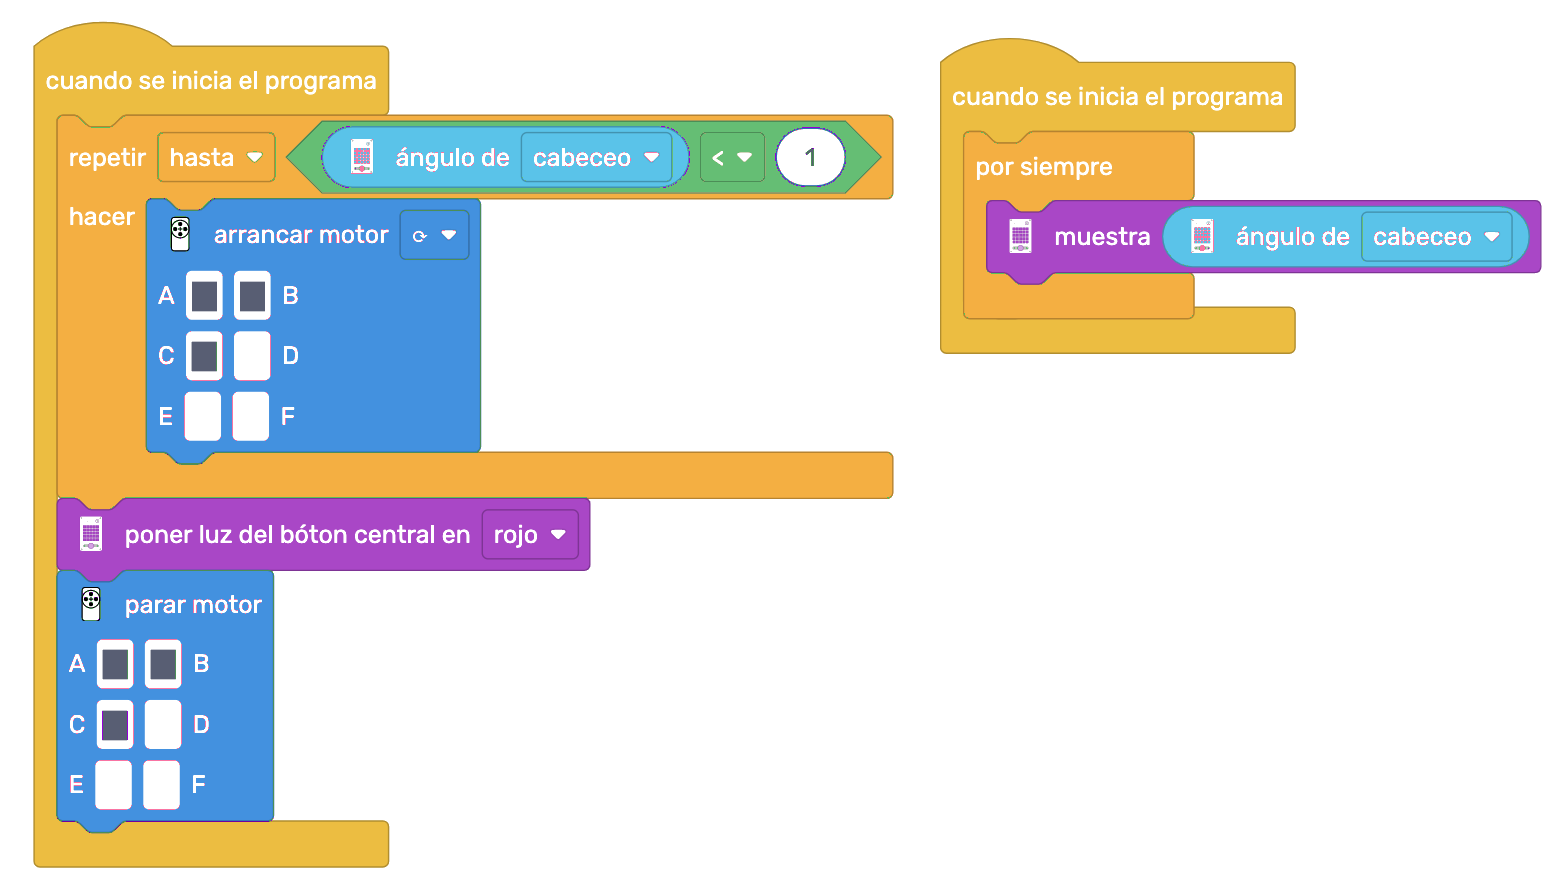 cuando se inicia el programa
repetir hasta ángulo de cabeceo < 1
hacer
arrancar motor
A B
C D
E F
poner luz del bóton central en rojo
parar motor
A B
C D
E F
cuando se inicia el programa
por siempre
muestra ángulo de cabeceo